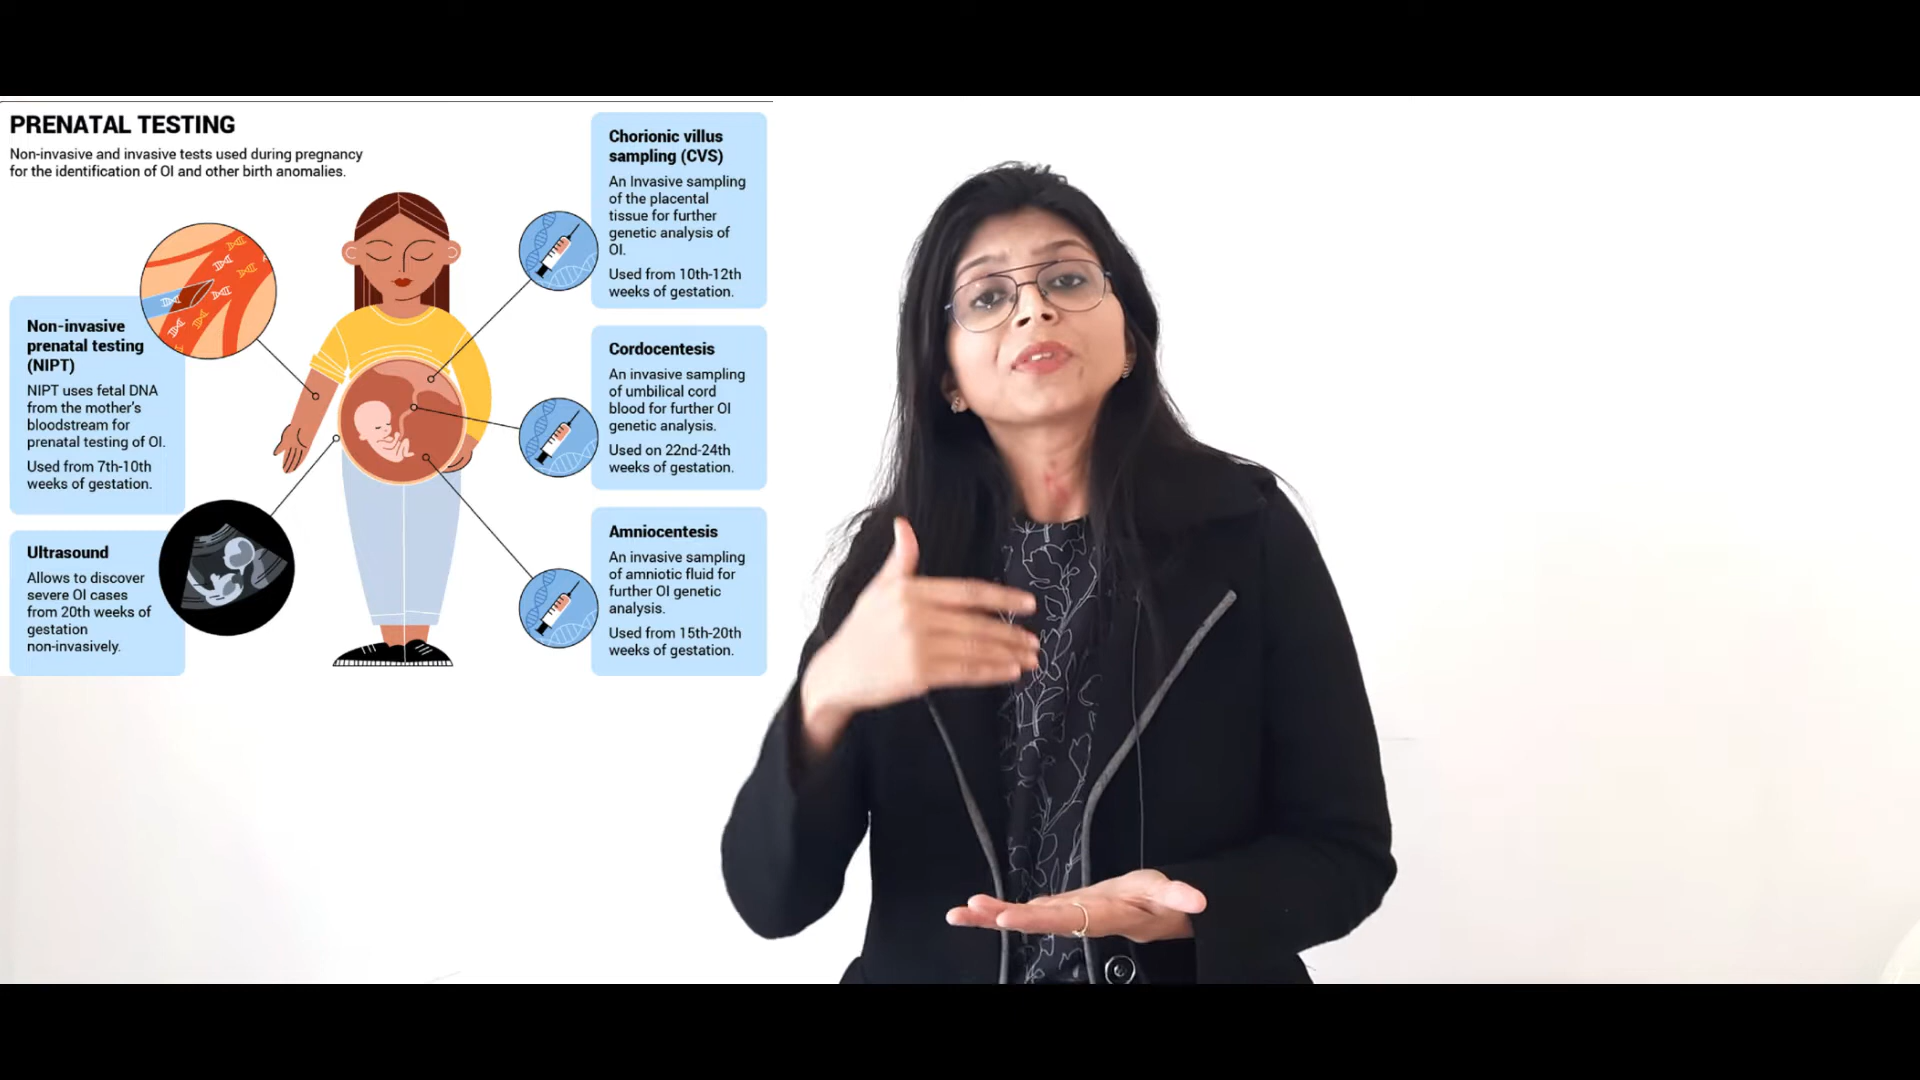 PRENATAL TESTING
Non-invasive and invasive tests used during pregnancy
for the identification of OI and other birth anomalies.
Non-invasive
prenatal testing
(NIPT)
NIPT uses fetal DNA
from the mother's
bloodstream for
prenatal testing of OI.
Used from 7th-10th
weeks of gestation.
Ultrasound
Allows to discover
severe OI cases
from 20th weeks of
gestation
non-invasively.
Chorionic villus
sampling (CVS)
An Invasive sampling
of the placental
tissue for further
genetic analysis of
OI.
Used from 10th-12th
weeks of gestation.
Cordocentesis
An invasive sampling
of umbilical cord
blood for further OI
genetic analysis.
Used on 22nd-24th
weeks of gestation.
Amniocentesis
An invasive sampling
of amniotic fluid for
further OI genetic
analysis.
Used from 15th-20th
weeks of gestation.